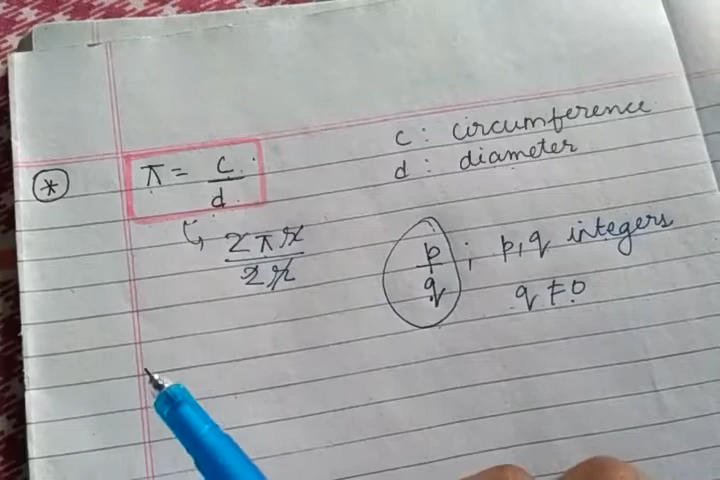 c : circumference
* π = c/d
d : diameter
2πr/2r
p/q ; p, q integers
q ≠ 0